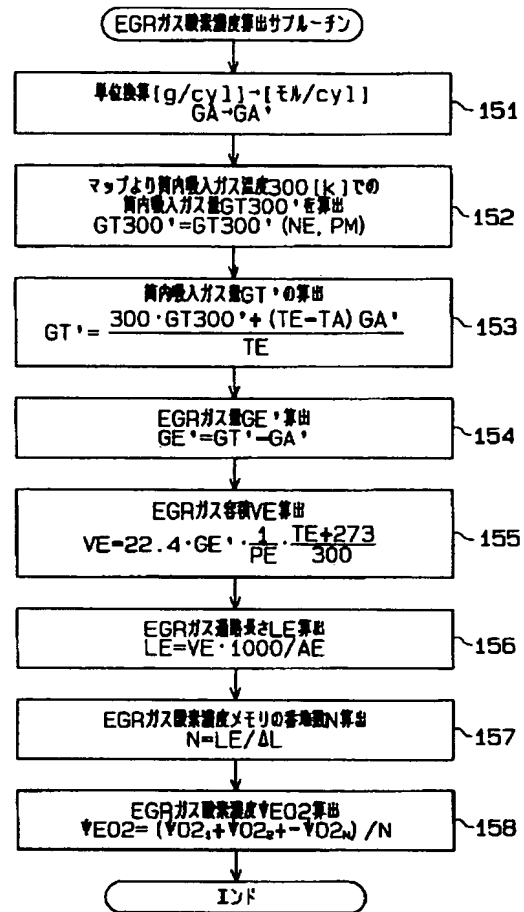 EGRガス酸素濃度算出サブルーチン
単位換算[g/cyl]→[モル/cyl]
GA→GA'
151
マップより筒内吸入ガス温度300[k]での
筒内吸入ガス量GT300'を算出
GT300'=GT300'(NE, PM)
152
筒内吸入ガス量GT'の算出
GT'= 300・GT300'+(TE-TA)GA' / TE
153
EGRガス量GE'算出
GE'=GT'-GA'
154
EGRガス容積VE算出
VE=22.4・GE'・1/PE・TE+273/300
155
EGRガス通路長さLE算出
LE=VE・1000/AE
156
EGRガス酸素濃度メモリの番地数N算出
N=LE/ΔL
157
EGRガス酸素濃度ΨEO2算出
ΨEO2=(ΨO2₁+ΨO2₂+-ΨO2N)/N
158
エンド